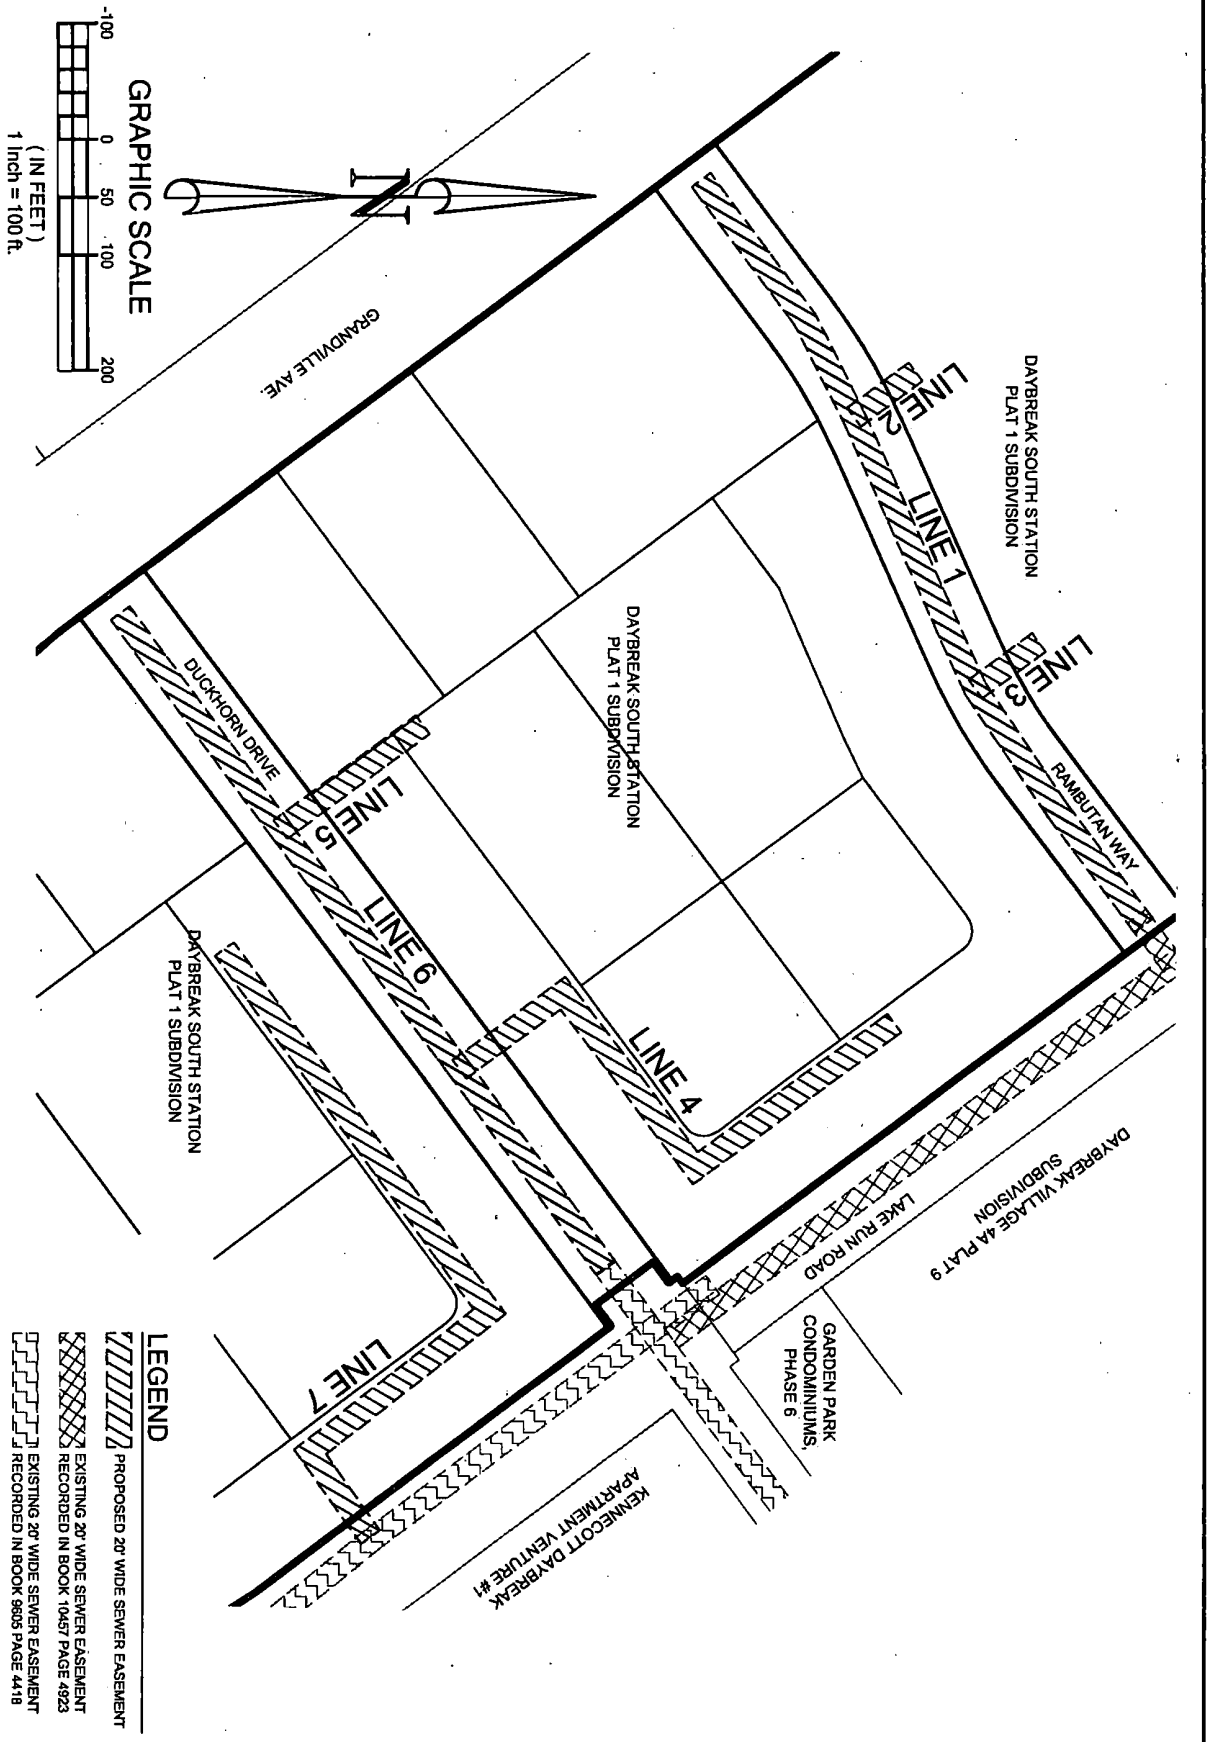 DAYBREAK SOUTH STATION
PLAT 1 SUBDIVISION
LINE 2
LINE 1
LINE 3
RAMBUTAN WAY
DAYBREAK VILLAGE 4A PLAT 9
SUBDIVISION
LAKE RUN ROAD
GARDEN PARK
CONDOMINIUMS,
PHASE 6
KENNECOTT DAYBREAK
APARTMENT VENTURE #1
DAYBREAK SOUTH STATION
PLAT 1 SUBDIVISION
LINE 4
GRANDVILLE AVE.
LINE 5
LINE 6
DUCKHORN DRIVE
DAYBREAK SOUTH STATION
PLAT 1 SUBDIVISION
LINE 7
N
GRAPHIC SCALE
-100 0 50 100 200
( IN FEET )
1 inch = 100 ft.
LEGEND
PROPOSED 20' WIDE SEWER EASEMENT
EXISTING 20' WIDE SEWER EASEMENT
RECORDED IN BOOK 10457 PAGE 4923
EXISTING 20' WIDE SEWER EASEMENT
RECORDED IN BOOK 9605 PAGE 4418